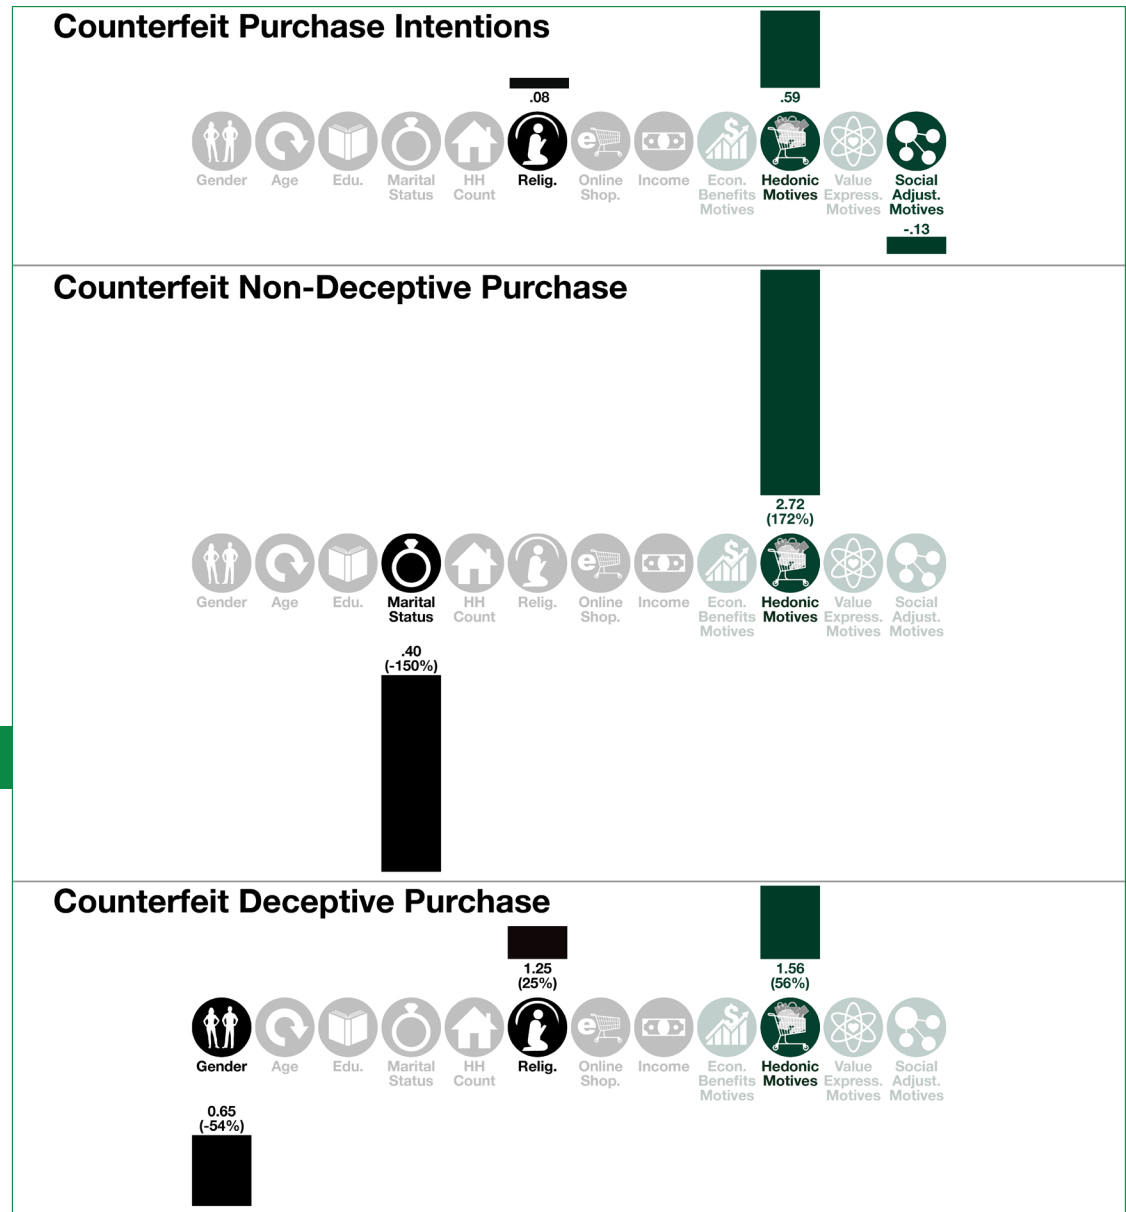 Counterfeit Purchase Intentions
.08
.59
Gender Age Edu. Marital HH Relig. Online Income Econ. Hedonic Value Social
Status Count Shop. Benefits Motives Express. Adjust.
Motives Motives Motives
-.13
Counterfeit Non-Deceptive Purchase
2.72
(172%)
Gender Age Edu. Marital HH Relig. Online Income Econ. Hedonic Value Social
Status Count Shop. Benefits Motives Express. Adjust.
Motives Motives Motives
.40
(-150%)
Counterfeit Deceptive Purchase
1.25 1.56
(25%) (56%)
Gender Age Edu. Marital HH Relig. Online Income Econ. Hedonic Value Social
Status Count Shop. Benefits Motives Express. Adjust.
Motives Motives Motives
0.65
(-54%)